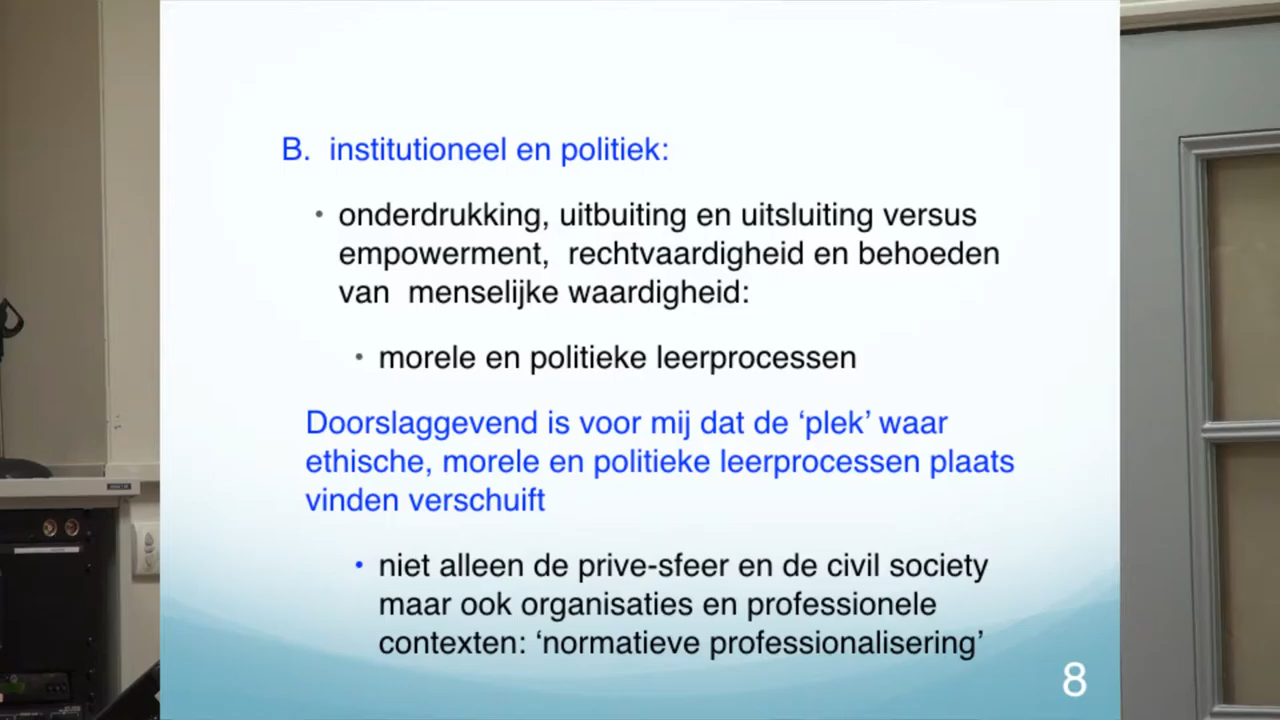 B. institutioneel en politiek:
• onderdrukking, uitbuiting en uitsluiting versus
empowerment, rechtvaardigheid en behoeden
van menselijke waardigheid:
• morele en politieke leerprocessen
Doorslaggevend is voor mij dat de ‘plek’ waar
ethische, morele en politieke leerprocessen plaats
vinden verschuift
• niet alleen de prive-sfeer en de civil society
maar ook organisaties en professionele
contexten: ‘normatieve professionalisering’
8